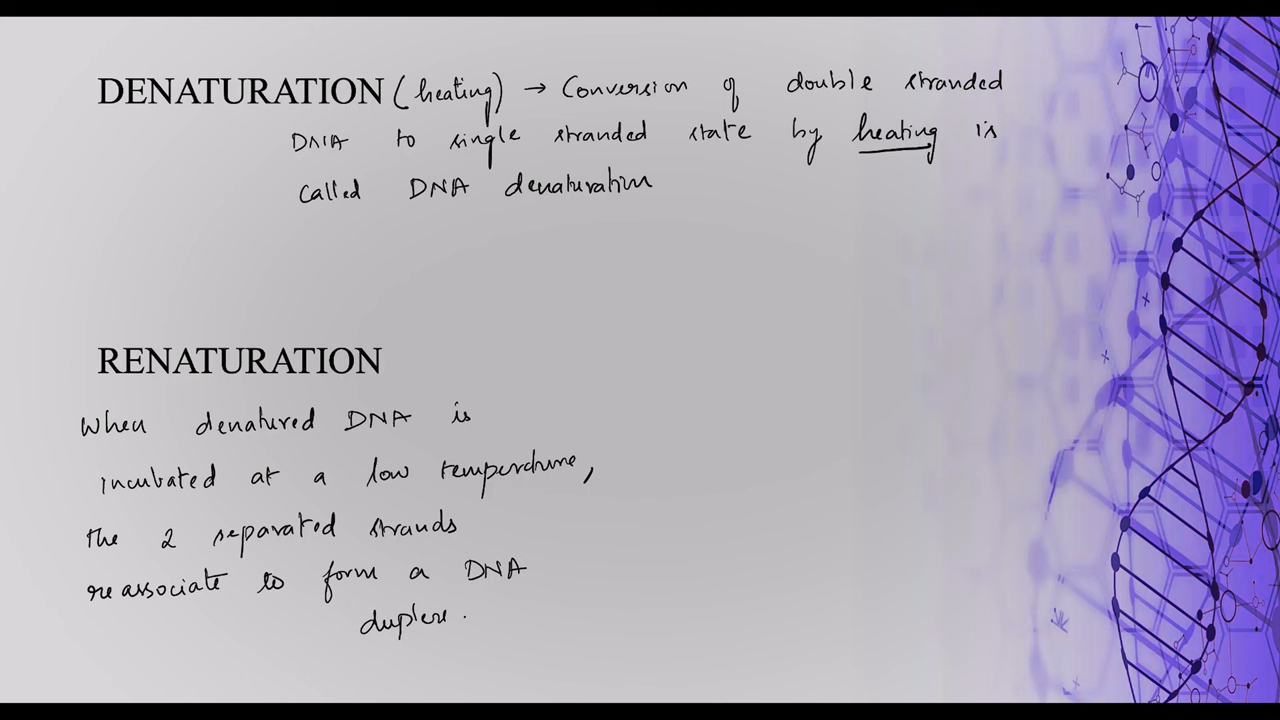 DENATURATION (heating) → Conversion of double stranded
DNA to single stranded state by heating is
called DNA denaturation
RENATURATION
When denatured DNA is
incubated at a low temperature,
the 2 separated strands
reassociate to form a DNA
duplex.